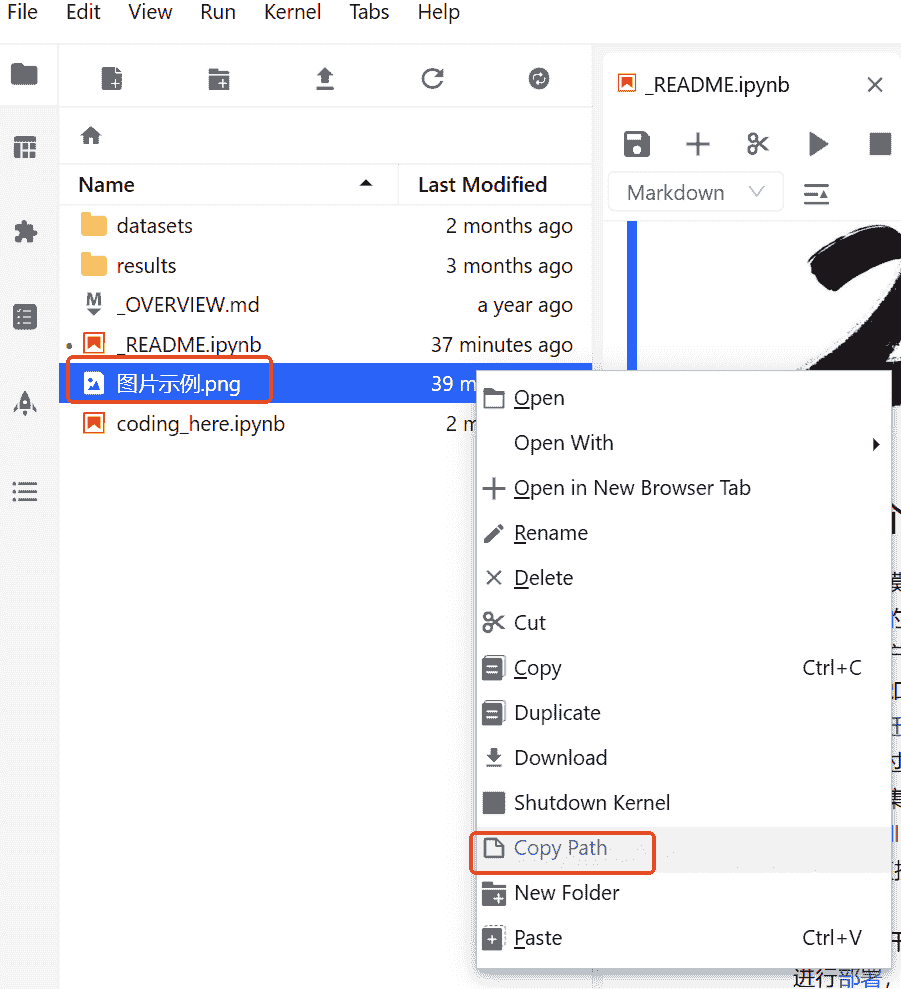 File Edit View Run Kernel Tabs Help
_README.ipynb
Markdown
Name Last Modified
datasets 2 months ago
results 3 months ago
_OVERVIEW.md a year ago
_README.ipynb 37 minutes ago
图片示例.png 39 m
coding_here.ipynb 2 m
2
Open
Open With
Open in New Browser Tab
Rename
Delete
Cut
Copy Ctrl+C
Duplicate
Download
Shutdown Kernel
Copy Path
New Folder
Paste Ctrl+V
进行部署,